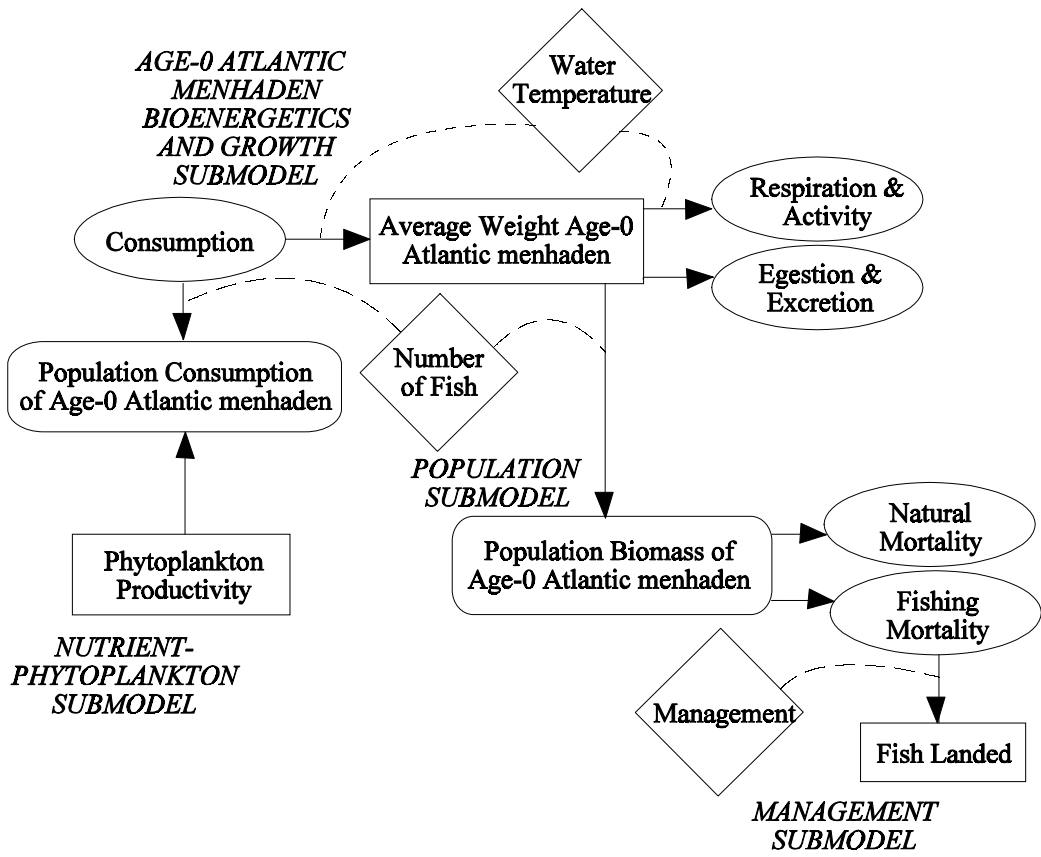 AGE-0 ATLANTIC
MENHADEN
BIOENERGETICS
AND GROWTH
SUBMODEL
Water
Temperature
Consumption
Average Weight Age-0
Atlantic menhaden
Respiration &
Activity
Egestion &
Excretion
Number
of Fish
Population Consumption
of Age-0 Atlantic menhaden
POPULATION
SUBMODEL
Phytoplankton
Productivity
NUTRIENT-
PHYTOPLANKTON
SUBMODEL
Population Biomass of
Age-0 Atlantic menhaden
Natural
Mortality
Fishing
Mortality
Management
Fish Landed
MANAGEMENT
SUBMODEL